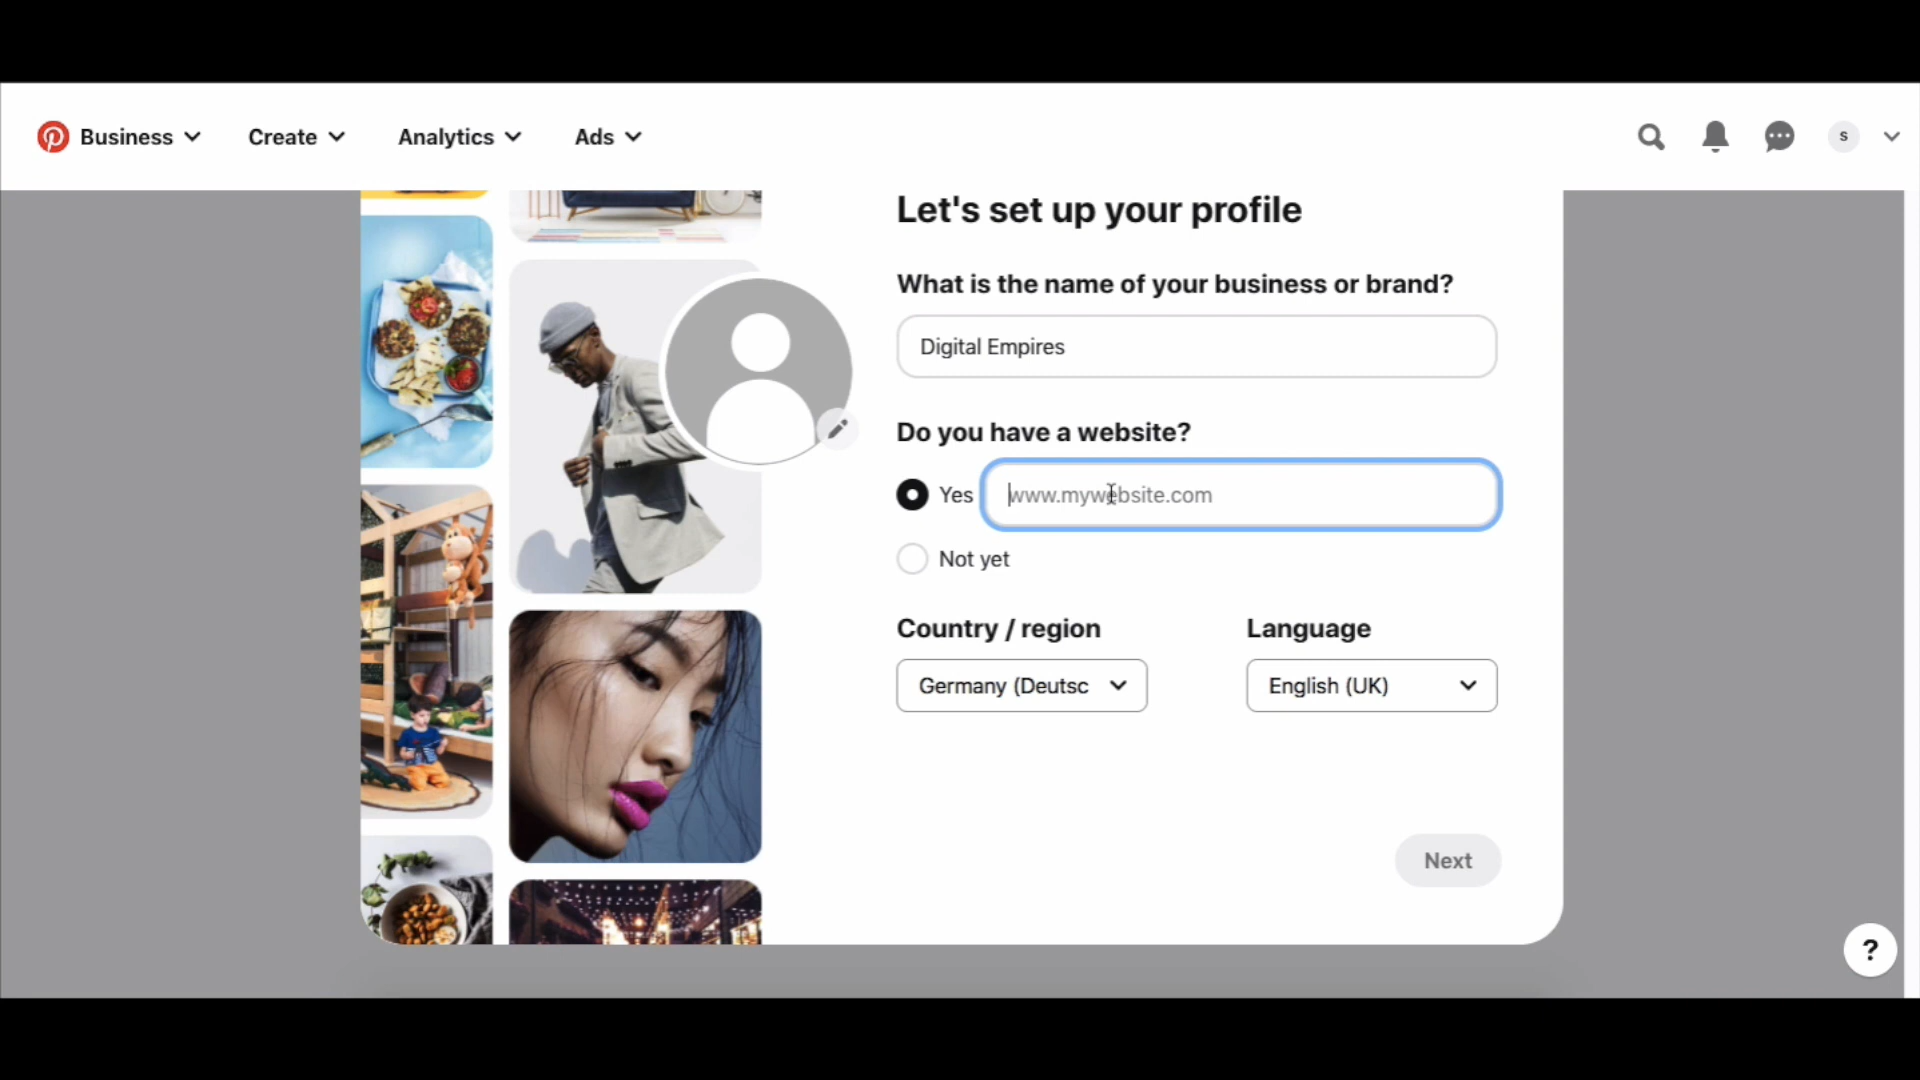 Business Create Analytics Ads s
Let's set up your profile
What is the name of your business or brand?
Digital Empires
Do you have a website?
Yes www.mywebsite.com
Not yet
Country / region Language
Germany (Deutsc English (UK)
Next
?